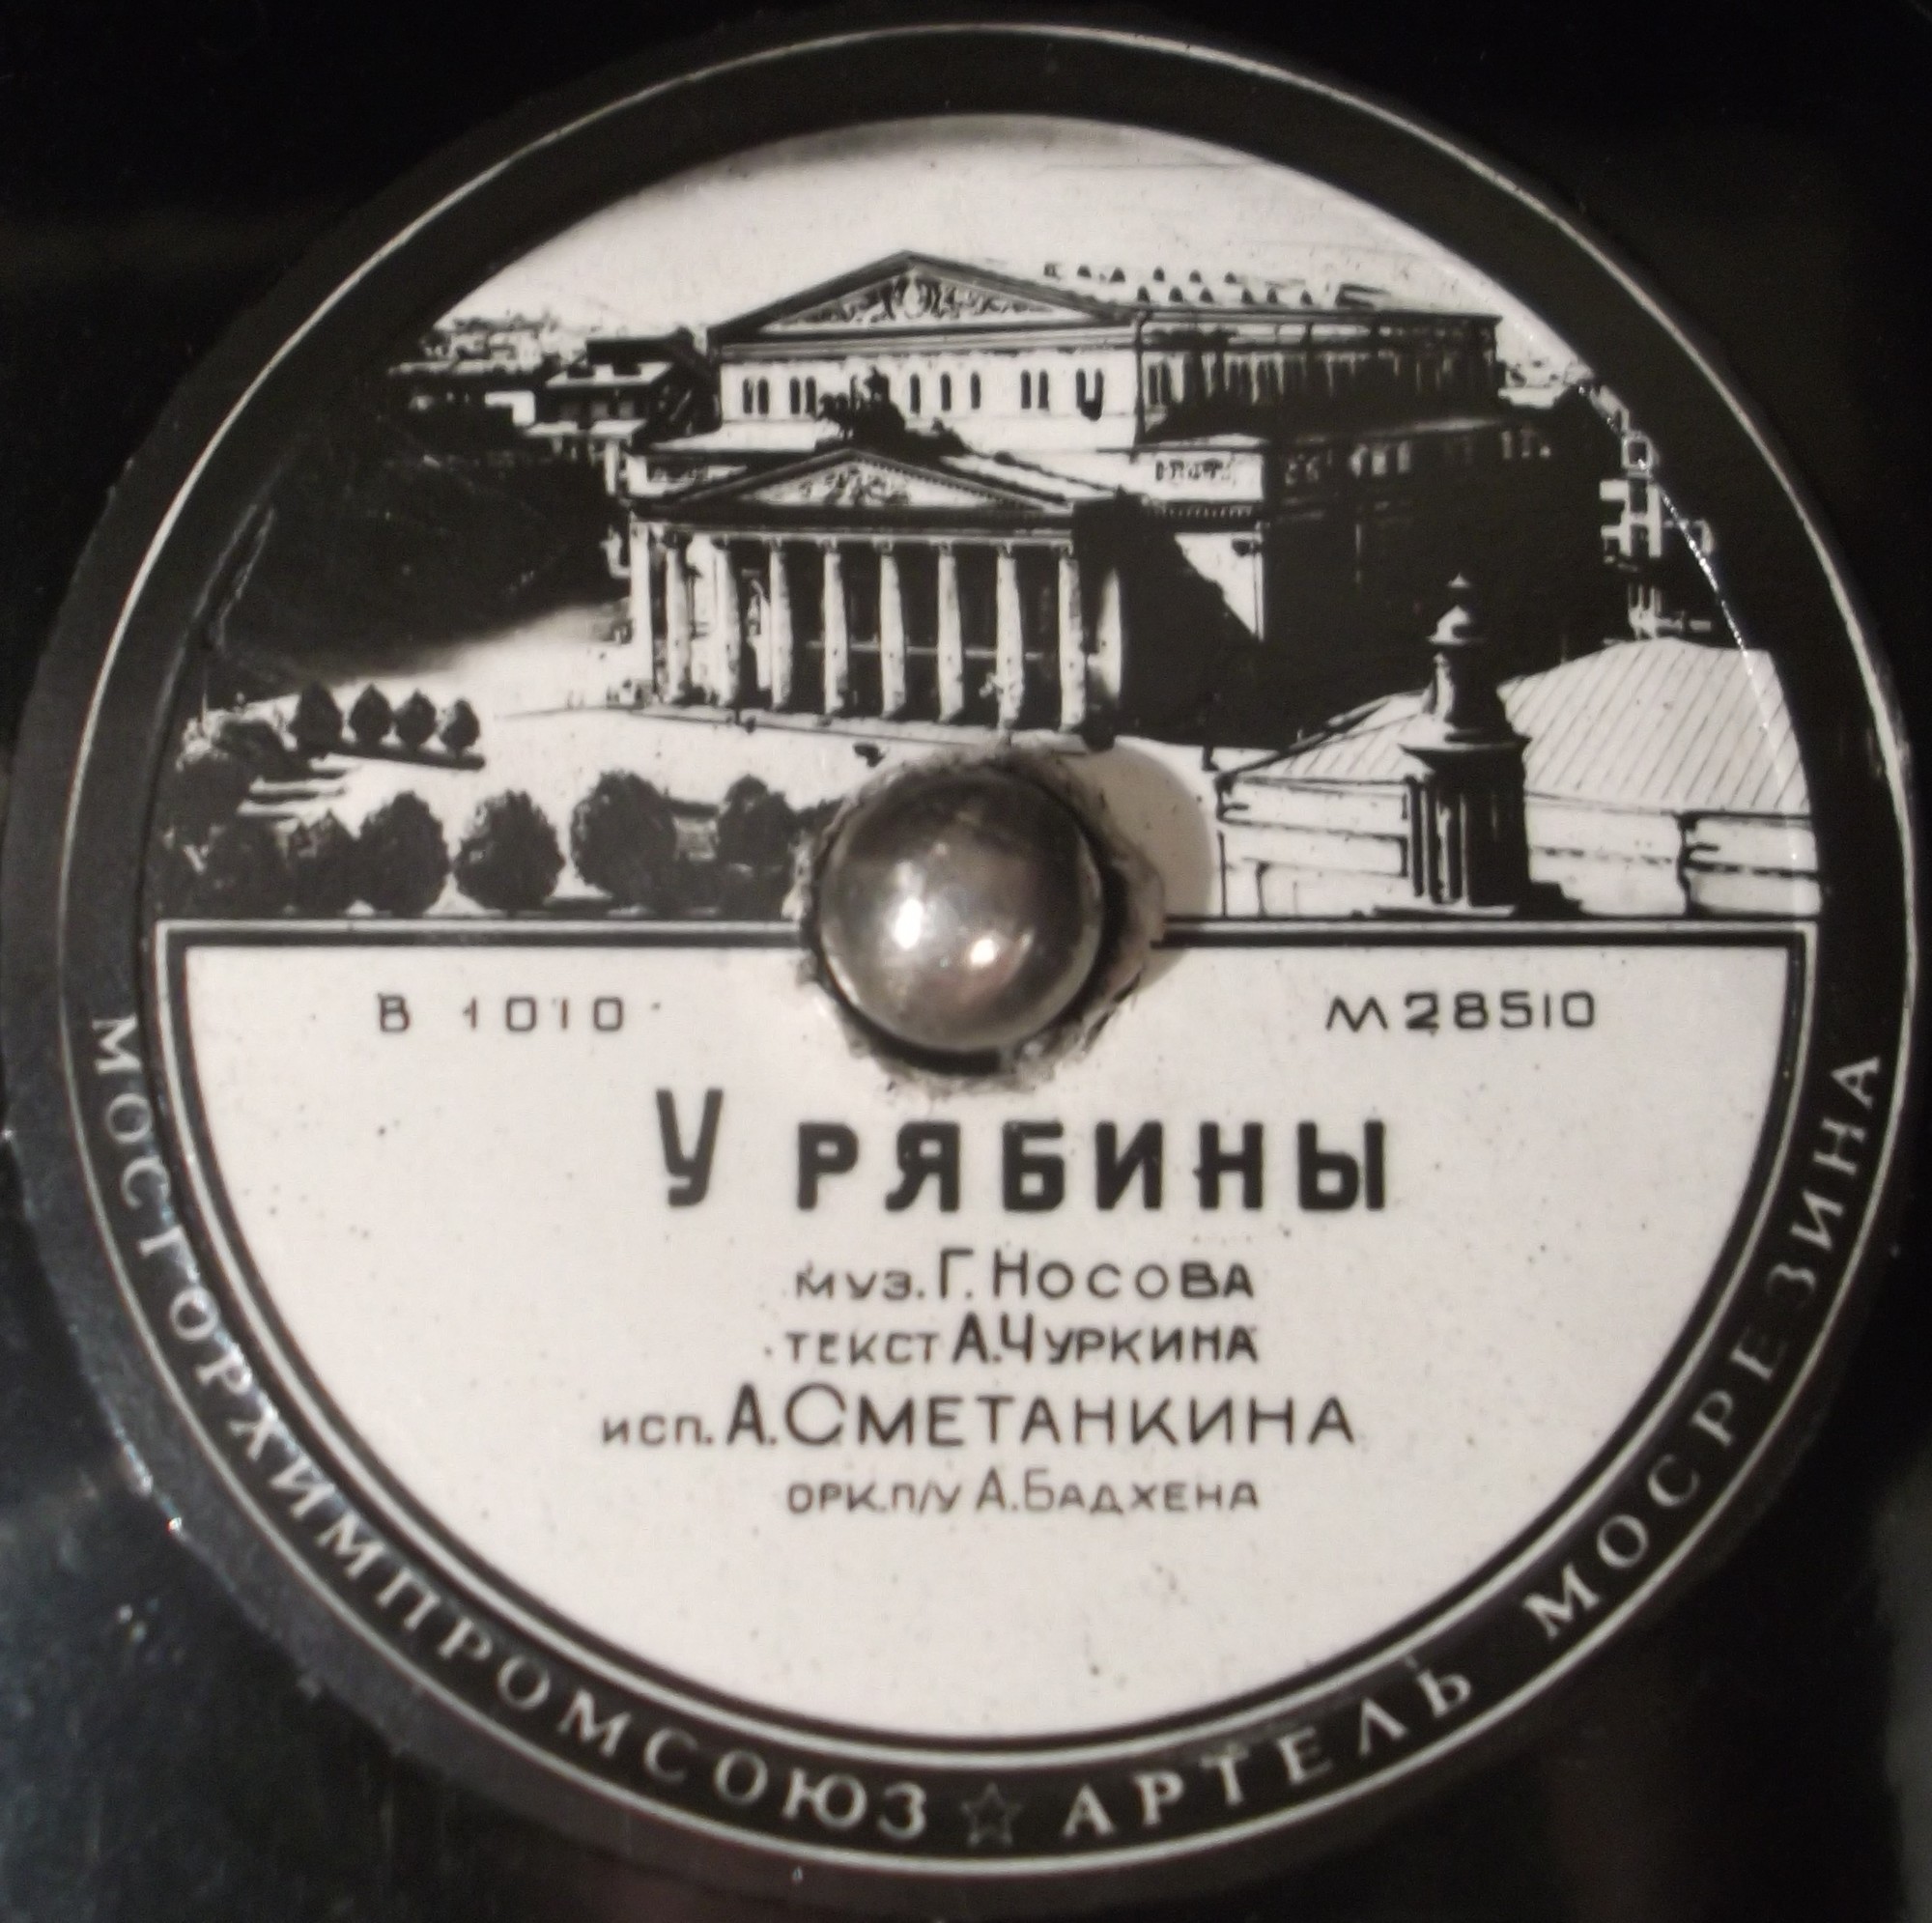 В 1010
М28510
У РЯБИНЫ
муз. Г. Носова
текст А. Чуркина
исп. А. Сметанкина
орк. п/у А. Бадхена
МОСГОРХИМПРОМСОЮЗ ☆ АРТЕЛЬ МОСРЕЗИНА